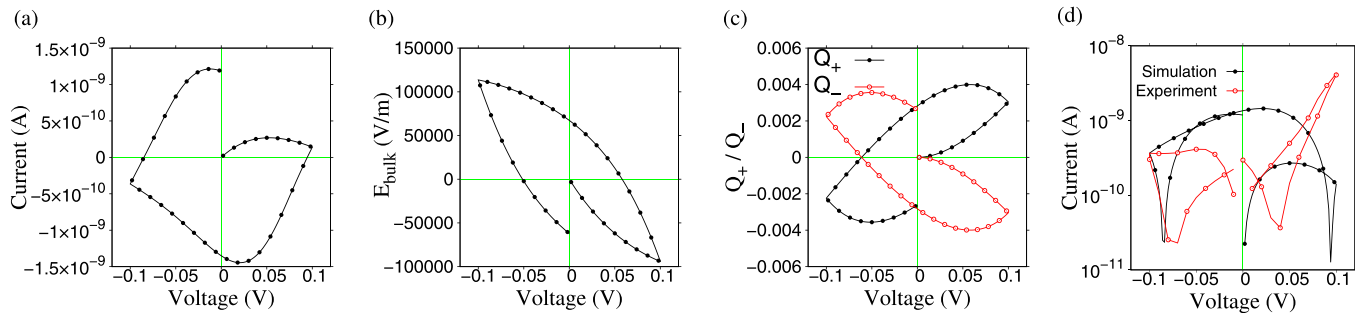 (a)
1.5×10⁻⁹
1×10⁻⁹
5×10⁻¹⁰
0
−5×10⁻¹⁰
−1×10⁻⁹
−1.5×10⁻⁹
Current (A)
−0.1 −0.05 0 0.05 0.1
Voltage (V)
(b)
150000
100000
50000
0
−50000
−100000
E_bulk (V/m)
−0.1 −0.05 0 0.05 0.1
Voltage (V)
(c)
0.006
0.004
0.002
0
−0.002
−0.004
−0.006
Q₊ / Q₋
Q₊
Q₋
−0.1 −0.05 0 0.05 0.1
Voltage (V)
(d)
10⁻⁸
10⁻⁹
10⁻¹⁰
10⁻¹¹
Current (A)
Simulation
Experiment
−0.1 −0.05 0 0.05 0.1
Voltage (V)